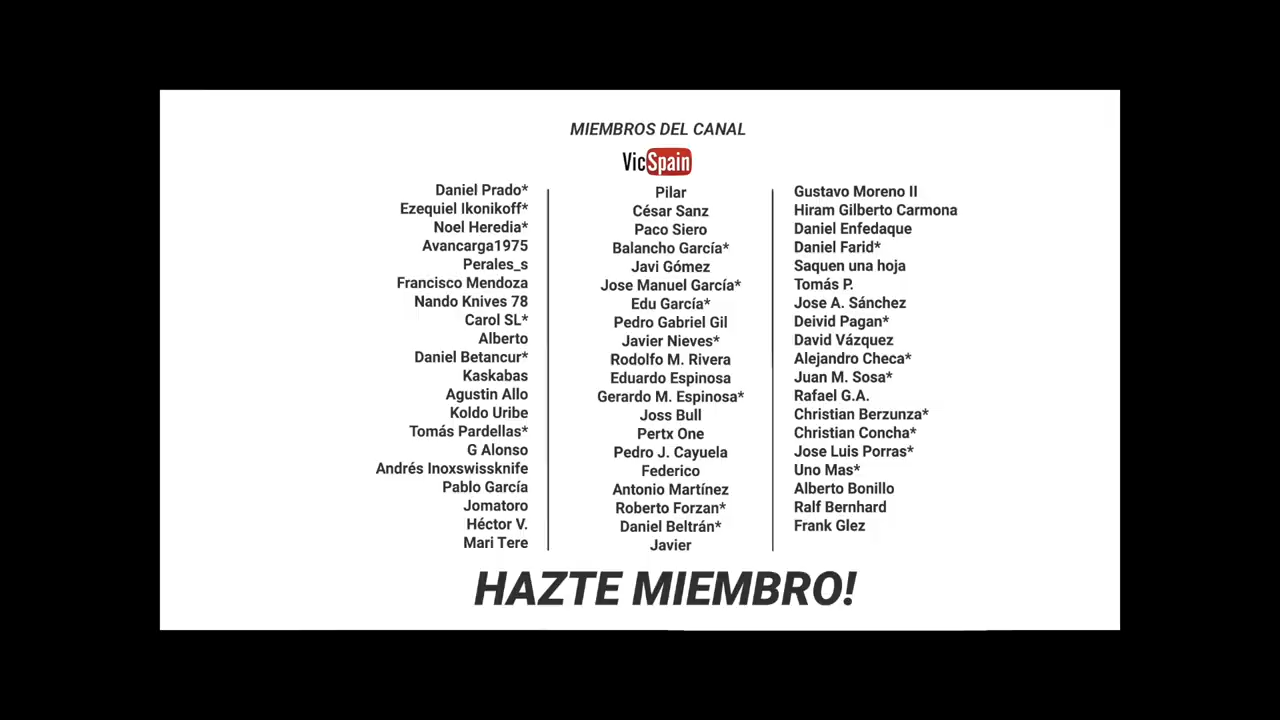 MIEMBROS DEL CANAL
VicSpain
Daniel Prado*
Ezequiel Ikonikoff*
Noel Heredia*
Avancarga1975
Perales_s
Francisco Mendoza
Nando Knives 78
Carol SL*
Alberto
Daniel Betancur*
Kaskabas
Agustin Allo
Koldo Uribe
Tomás Pardellas*
G Alonso
Andrés Inoxswissknife
Pablo García
Jomatoro
Héctor V.
Mari Tere
Pilar
César Sanz
Paco Siero
Balancho García*
Javi Gómez
Jose Manuel García*
Edu García*
Pedro Gabriel Gil
Javier Nieves*
Rodolfo M. Rivera
Eduardo Espinosa
Gerardo M. Espinosa*
Joss Bull
Pertx One
Pedro J. Cayuela
Federico
Antonio Martínez
Roberto Forzan*
Daniel Beltrán*
Javier
Gustavo Moreno II
Hiram Gilberto Carmona
Daniel Enfedaque
Daniel Farid*
Saquen una hoja
Tomás P.
Jose A. Sánchez
Deivid Pagan*
David Vázquez
Alejandro Checa*
Juan M. Sosa*
Rafael G.A.
Christian Berzunza*
Christian Concha*
Jose Luis Porras*
Uno Mas*
Alberto Bonillo
Ralf Bernhard
Frank Glez
HAZTE MIEMBRO!